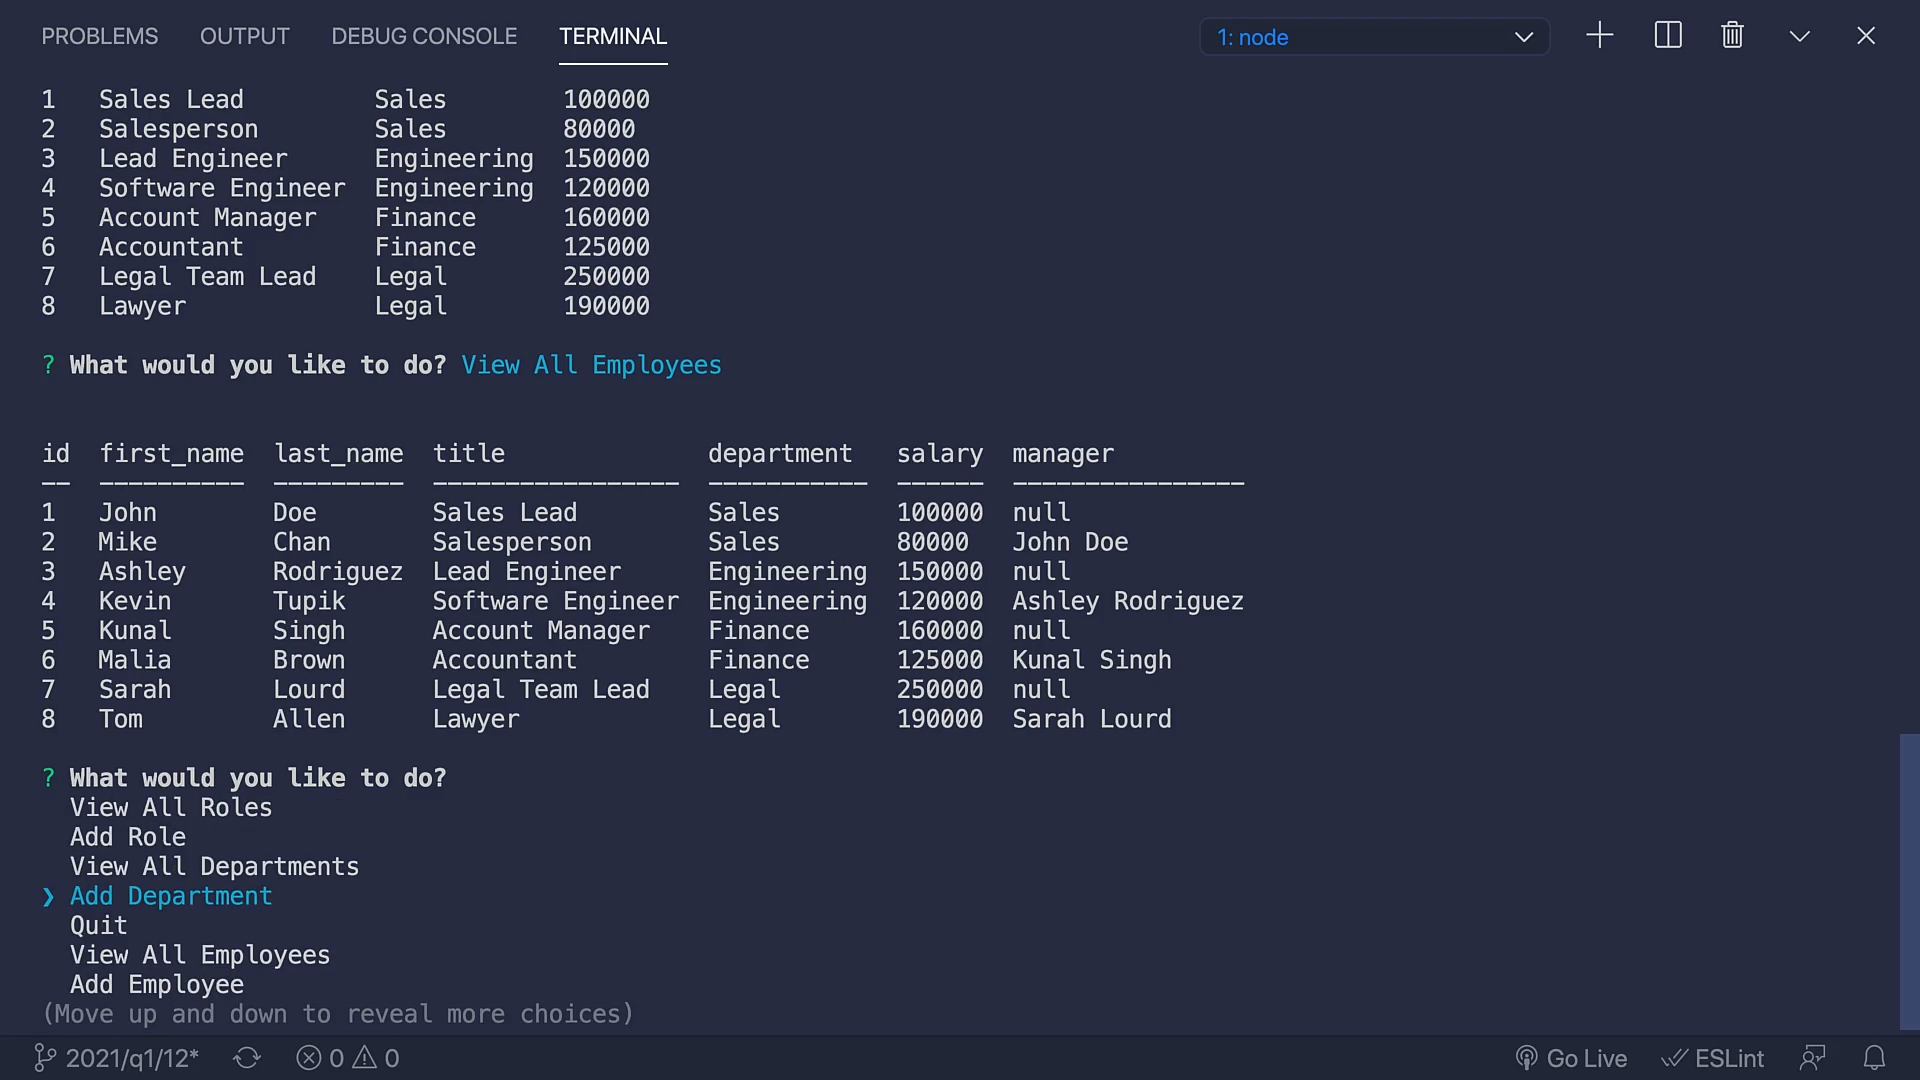 PROBLEMS OUTPUT DEBUG CONSOLE TERMINAL 1: node
1 Sales Lead Sales 100000
2 Salesperson Sales 80000
3 Lead Engineer Engineering 150000
4 Software Engineer Engineering 120000
5 Account Manager Finance 160000
6 Accountant Finance 125000
7 Legal Team Lead Legal 250000
8 Lawyer Legal 190000
? What would you like to do? View All Employees
id first_name last_name title department salary manager
-- ---------- --------- ----------------- ----------- ------ ----------------
1 John Doe Sales Lead Sales 100000 null
2 Mike Chan Salesperson Sales 80000 John Doe
3 Ashley Rodriguez Lead Engineer Engineering 150000 null
4 Kevin Tupik Software Engineer Engineering 120000 Ashley Rodriguez
5 Kunal Singh Account Manager Finance 160000 null
6 Malia Brown Accountant Finance 125000 Kunal Singh
7 Sarah Lourd Legal Team Lead Legal 250000 null
8 Tom Allen Lawyer Legal 190000 Sarah Lourd
? What would you like to do?
View All Roles
Add Role
View All Departments
❯ Add Department
Quit
View All Employees
Add Employee
(Move up and down to reveal more choices)
2021/q1/12* 0 0 Go Live ESLint